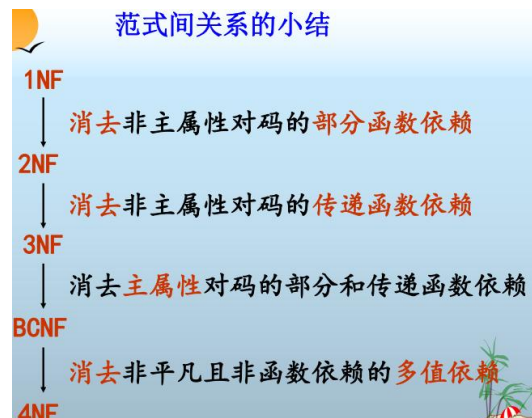 范式间关系的小结
1NF
消去非主属性对码的部分函数依赖
2NF
消去非主属性对码的传递函数依赖
3NF
消去主属性对码的部分和传递函数依赖
BCNF
消去非平凡且非函数依赖的多值依赖
4NF